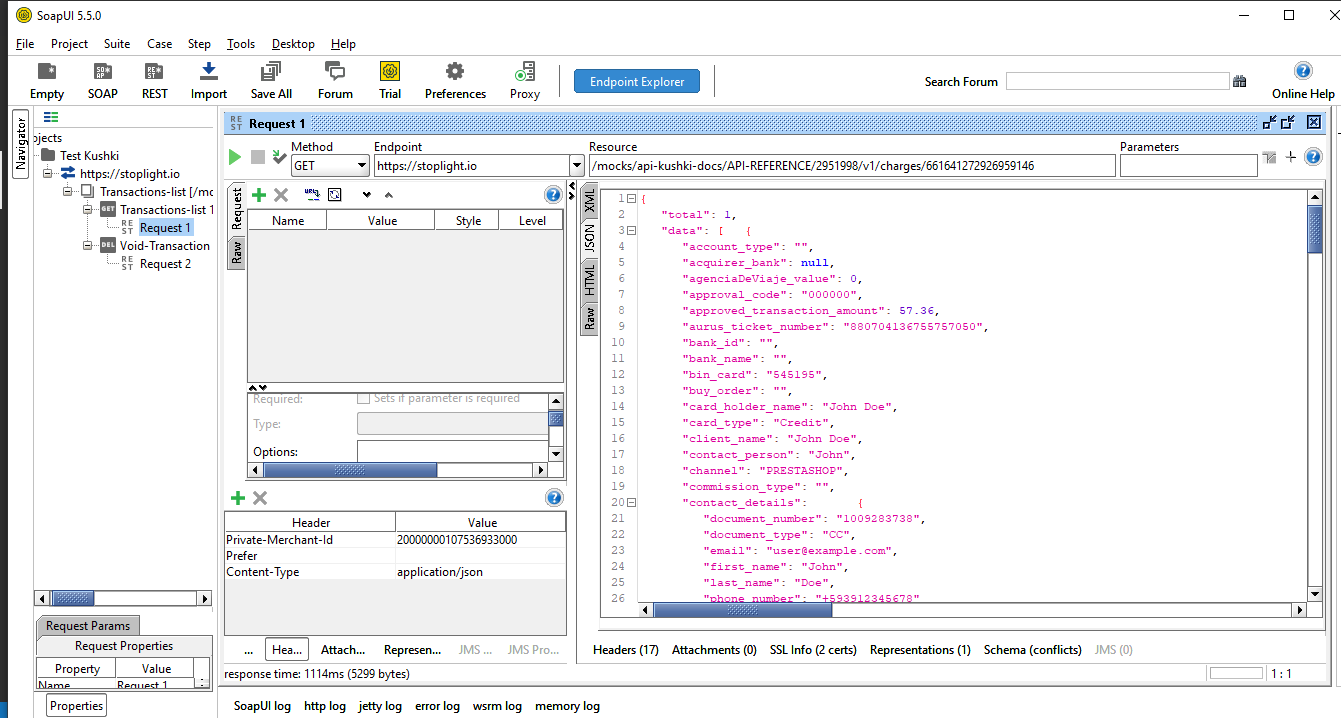 SoapUI 5.5.0
File Project Suite Case Step Tools Desktop Help
Empty SOAP REST Import Save All Forum Trial Preferences Proxy Endpoint Explorer Search Forum Online Help
Navigator
ojects
Test Kushki
https://stoplight.io
Transactions-list [/mo
GET Transactions-list 1
REST Request 1
DEL Void-Transaction
REST Request 2
Request Params
Request Properties
Property Value
Name Request 1
Properties
REST Request 1
Method Endpoint Resource Parameters
GET https://stoplight.io /mocks/api-kushki-docs/API-REFERENCE/2951998/v1/charges/661641272926959146
Request
Raw
Name Value Style Level
Required: Sets if parameter is required
Type:
Options:
Header Value
Private-Merchant-Id 20000000107536933000
Prefer
Content-Type application/json
... Hea... Attach... Represen... JMS ... JMS Pro...
response time: 1114ms (5299 bytes)
XML
JSON
HTML
Raw
1 {
2 "total": 1,
3 "data": [ {
4 "account_type": "",
5 "acquirer_bank": null,
6 "agenciaDeViaje_value": 0,
7 "approval_code": "000000",
8 "approved_transaction_amount": 57.36,
9 "aurus_ticket_number": "880704136755757050",
10 "bank_id": "",
11 "bank_name": "",
12 "bin_card": "545195",
13 "buy_order": "",
14 "card_holder_name": "John Doe",
15 "card_type": "Credit",
16 "client_name": "John Doe",
17 "contact_person": "John",
18 "channel": "PRESTASHOP",
19 "commission_type": "",
20 "contact_details": {
21 "document_number": "1009283738",
22 "document_type": "CC",
23 "email": "user@example.com",
24 "first_name": "John",
25 "last_name": "Doe",
26 "phone_number": "+593912345678"
Headers (17) Attachments (0) SSL Info (2 certs) Representations (1) Schema (conflicts) JMS (0)
1 : 1
SoapUI log http log jetty log error log wsrm log memory log